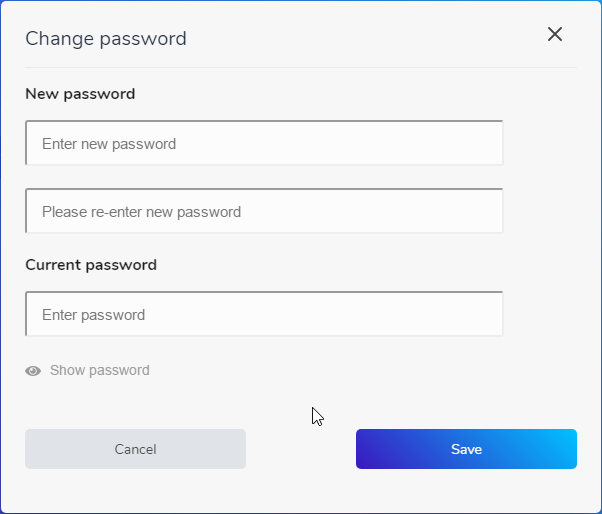 Change password
New password
Enter new password
Please re-enter new password
Current password
Enter password
Show password
Cancel
Save